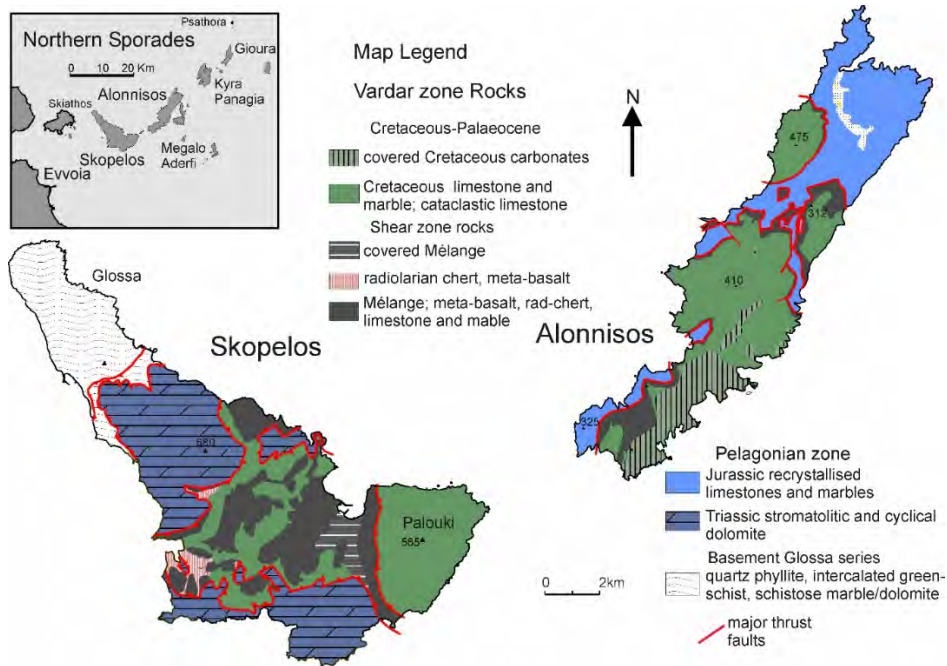 Northern Sporades
0 10 20 Km
Psathora
Gioura
Kyra
Panagia
Alonnisos
Skiathos
Skopelos
Megalo
Aderfi
Evvoia
Map Legend
Vardar zone Rocks
Cretaceous-Palaeocene
covered Cretaceous carbonates
Cretaceous limestone and
marble; cataclastic limestone
Shear zone rocks
covered Mélange
radiolarian chert, meta-basalt
Mélange; meta-basalt, rad-chert,
limestone and mable
N
475
312
410
325
Alonnisos
Glossa
Skopelos
680
Palouki
565
0 2km
Pelagonian zone
Jurassic recrystallised
limestones and marbles
Triassic stromatolitic and cyclical
dolomite
Basement Glossa series
quartz phyllite, intercalated green-
schist, schistose marble/dolomite
major thrust
faults